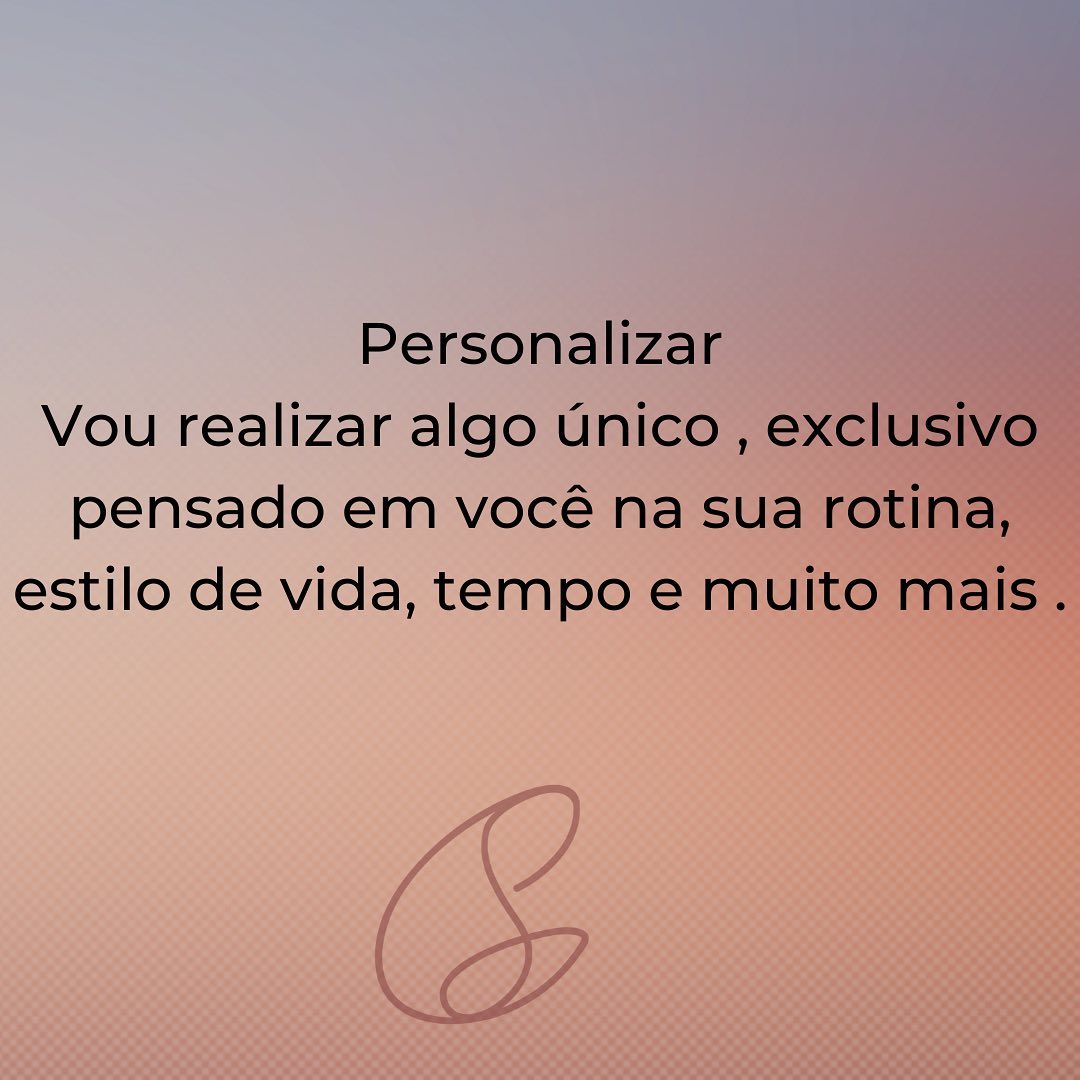 Personalizar
Vou realizar algo único , exclusivo
pensado em você na sua rotina,
estilo de vida, tempo e muito mais .